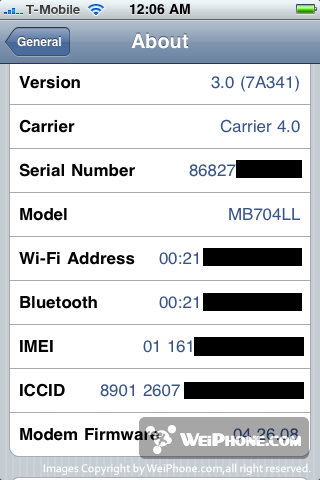 T-Mobile 12:06 AM
General About
Version 3.0 (7A341)
Carrier Carrier 4.0
Serial Number 86827
Model MB704LL
Wi-Fi Address 00:21
Bluetooth 00:21
IMEI 01 161
ICCID 8901 2607
Modem Firmware 04.26.08
WEIPHONE.COM
Images Copyright by WeiPhone.com,all right reserved.